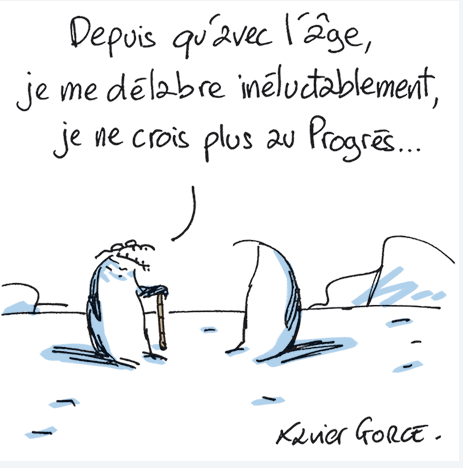 Depuis qu'avec l'âge,
je me délabre inéluctablement,
je ne crois plus au Progrès...
Xavier GORCE.